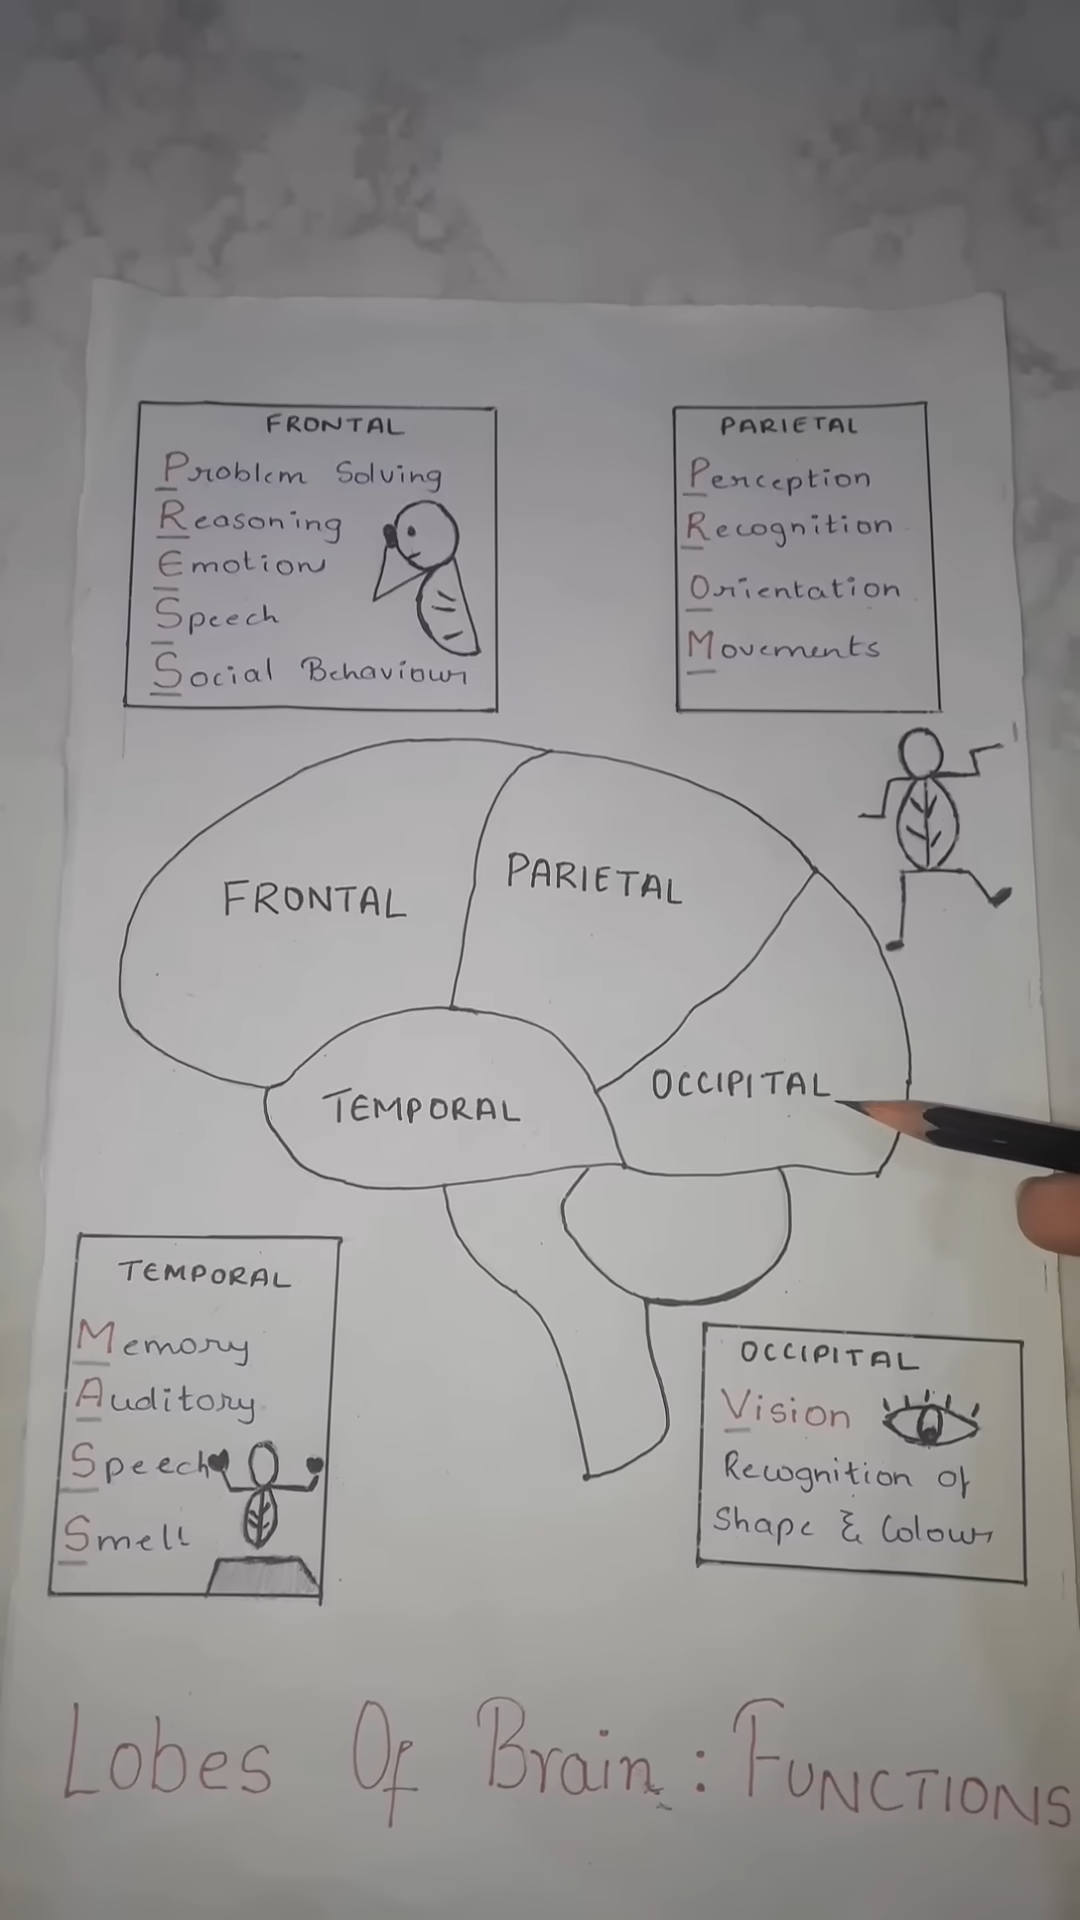 FRONTAL
Problem Solving
Reasoning
Emotion
Speech
Social Behaviour
PARIETAL
Perception
Recognition
Orientation
Movements
FRONTAL
PARIETAL
TEMPORAL
OCCIPITAL
TEMPORAL
Memory
Auditory
Speech
Smell
OCCIPITAL
Vision
Recognition of
Shape & Colour
Lobes Of Brain: FUNCTIONS